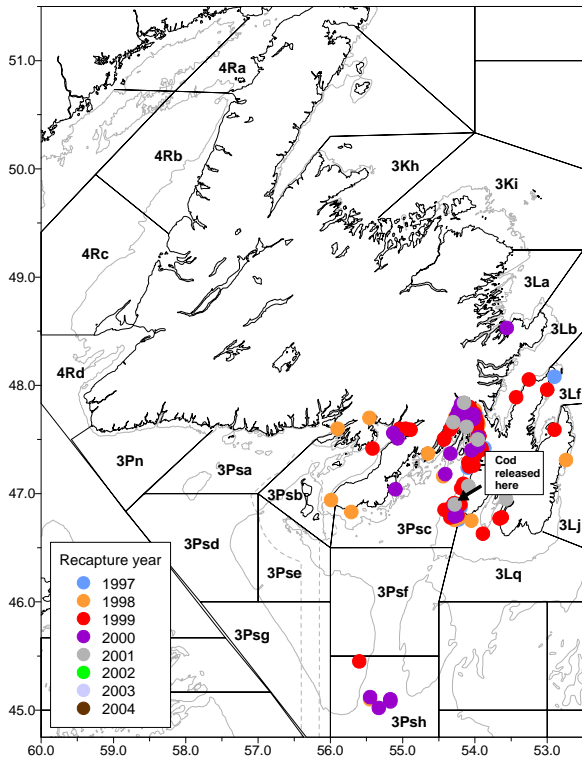 51.0
50.0
49.0
48.0
47.0
46.0
45.0
4Ra
4Rb
3Kh
3Ki
4Rc
3La
3Lb
4Rd
3Lf
3Pn
3Psa
3Psb
Cod
released
here
3Psc
3Lj
3Psd
3Pse
3Lq
3Psf
3Psg
3Psh
Recapture year
1997
1998
1999
2000
2001
2002
2003
2004
60.0 59.0 58.0 57.0 56.0 55.0 54.0 53.0